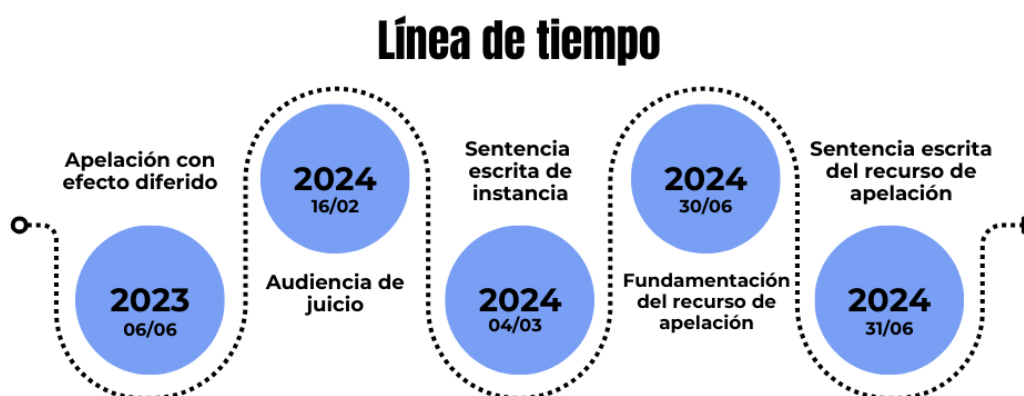 Línea de tiempo
Apelación con
efecto diferido
2023
06/06
2024
16/02
Audiencia de
juicio
Sentencia
escrita de
instancia
2024
04/03
2024
30/06
Fundamentación
del recurso de
apelación
Sentencia escrita
del recurso de
apelación
2024
31/06